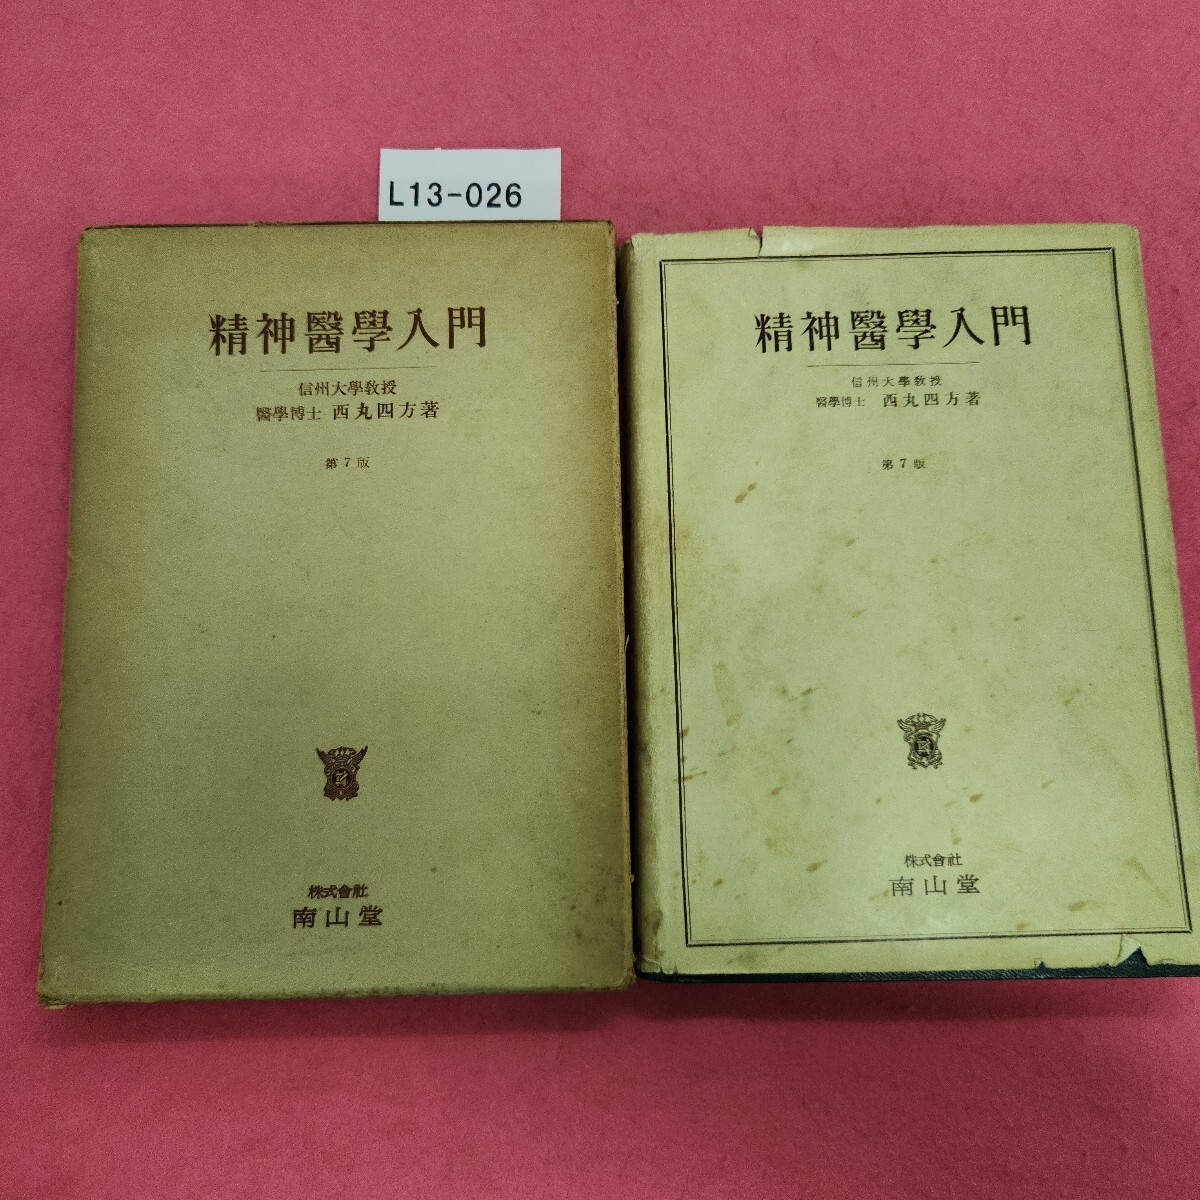 L13-026
精神醫學入門
信州大學敎授
醫學博士 西丸四方著
第7版
株式會社
南山堂
精神醫學入門
信州大學敎授
醫學博士 西丸四方著
第7版
株式會社
南山堂